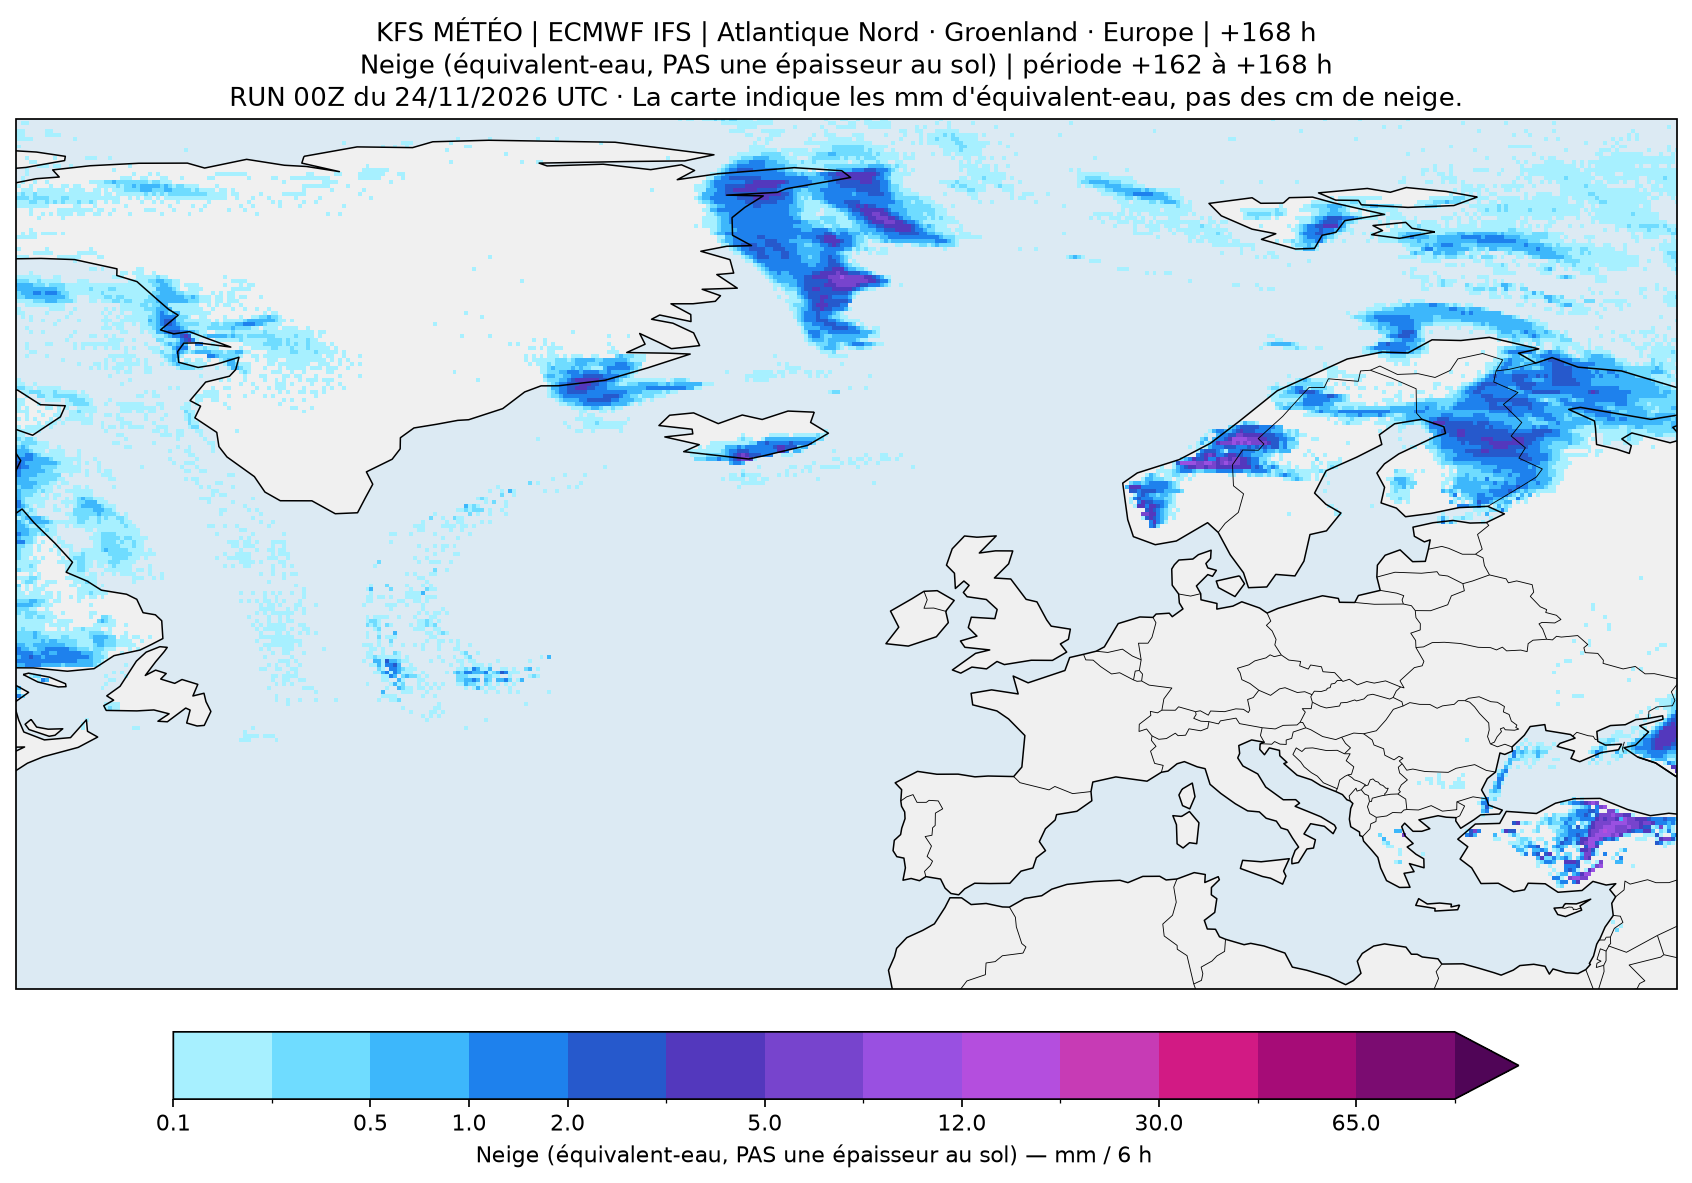 KFS MÉTÉO | ECMWF IFS | Atlantique Nord · Groenland · Europe | +168 h
Neige (équivalent-eau, PAS une épaisseur au sol) | période +162 à +168 h
RUN 00Z du 24/11/2026 UTC · La carte indique les mm d'équivalent-eau, pas des cm de neige.
0.1 0.5 1.0 2.0 5.0 12.0 30.0 65.0
Neige (équivalent-eau, PAS une épaisseur au sol) — mm / 6 h